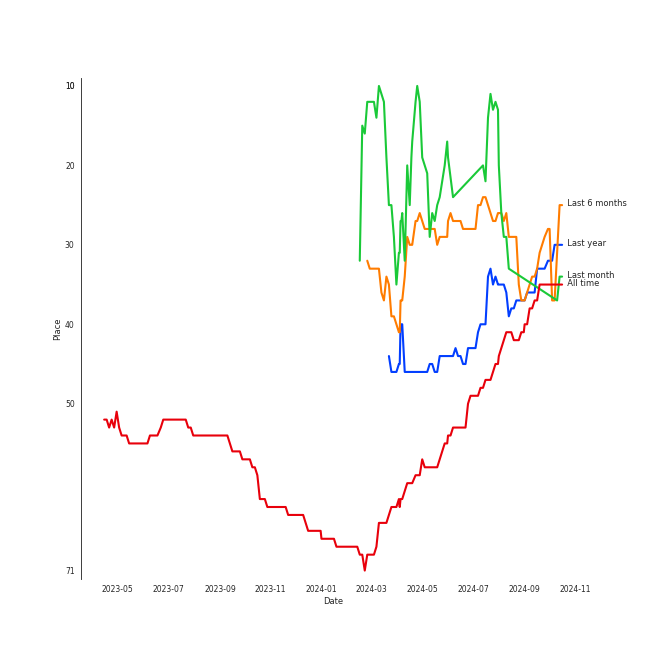 10
20
30
40
50
71
Place
2023-05
2023-07
2023-09
2023-11
2024-01
2024-03
2024-05
2024-07
2024-09
2024-11
Date
Last 6 months
Last year
Last month
All time